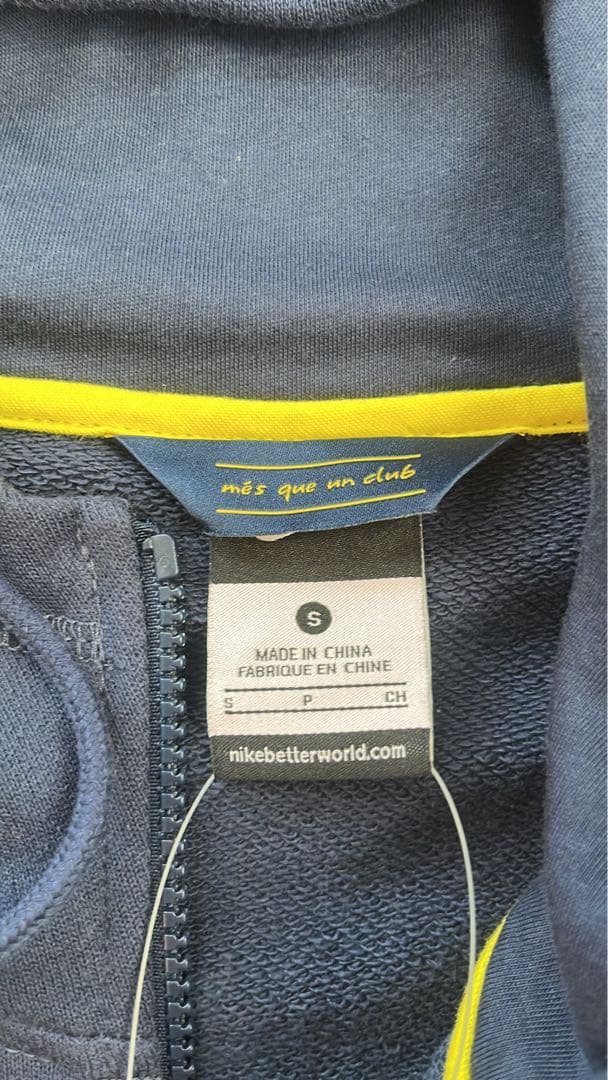 més que un club
S
MADE IN CHINA
FABRIQUE EN CHINE
S P CH
nikebetterworld.com